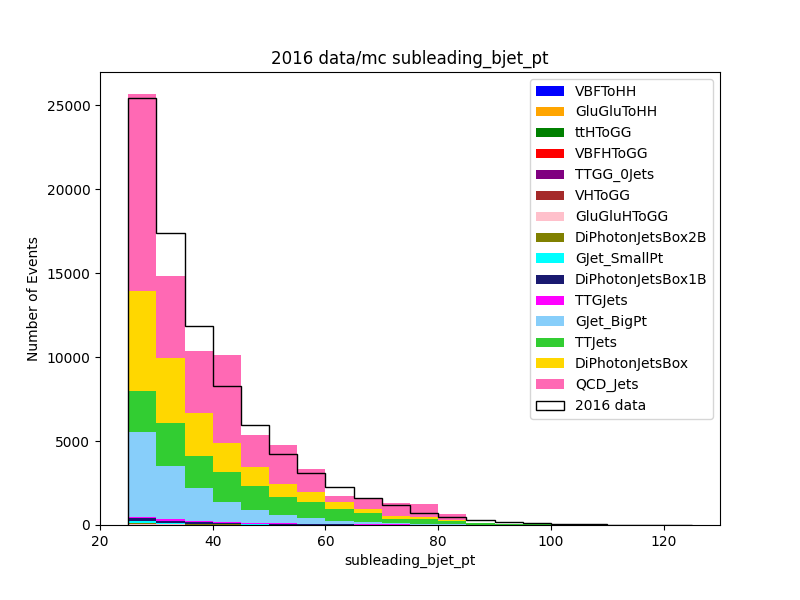 2016 data/mc subleading_bjet_pt
25000
20000
15000
10000
5000
0
Number of Events
20
40
60
80
100
120
subleading_bjet_pt
VBFToHH
GluGluToHH
ttHToGG
VBFHToGG
TTGG_0Jets
VHToGG
GluGluHToGG
DiPhotonJetsBox2B
GJet_SmallPt
DiPhotonJetsBox1B
TTGJets
GJet_BigPt
TTJets
DiPhotonJetsBox
QCD_Jets
2016 data